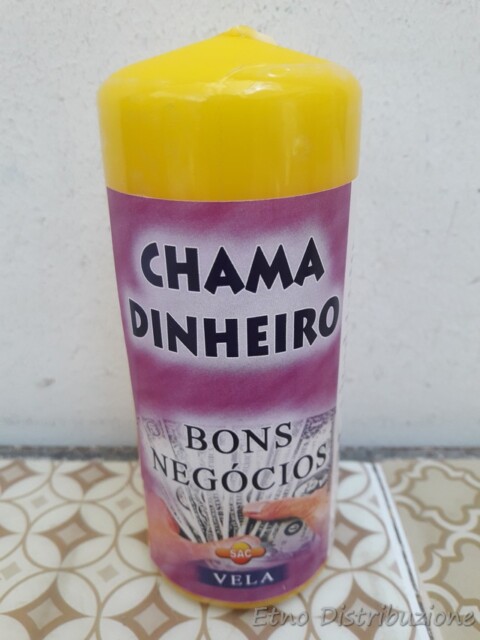 CHAMA
DINHEIRO
BONS
NEGÓCIOS
SAC
VELA
Etno Distribuzione